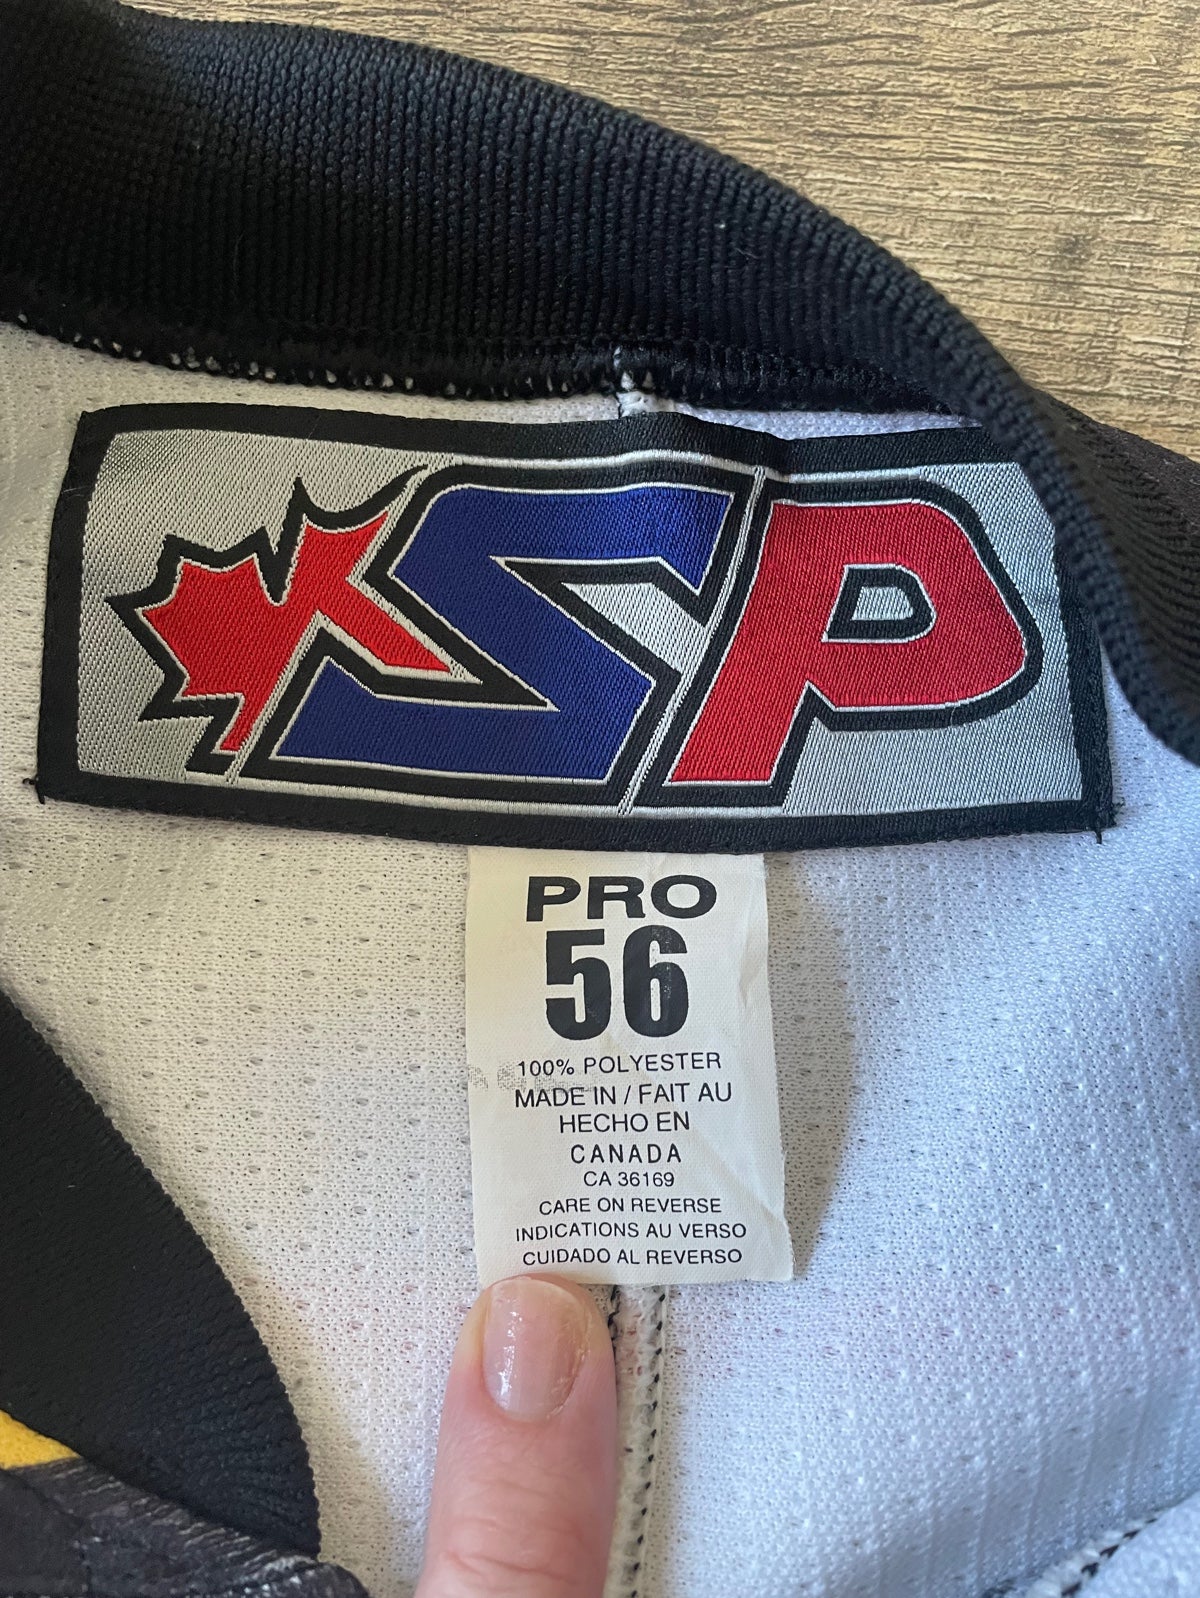 SP
PRO
56
100% POLYESTER
MADE IN / FAIT AU
HECHO EN
CANADA
CA 36169
CARE ON REVERSE
INDICATIONS AU VERSO
CUIDADO AL REVERSO